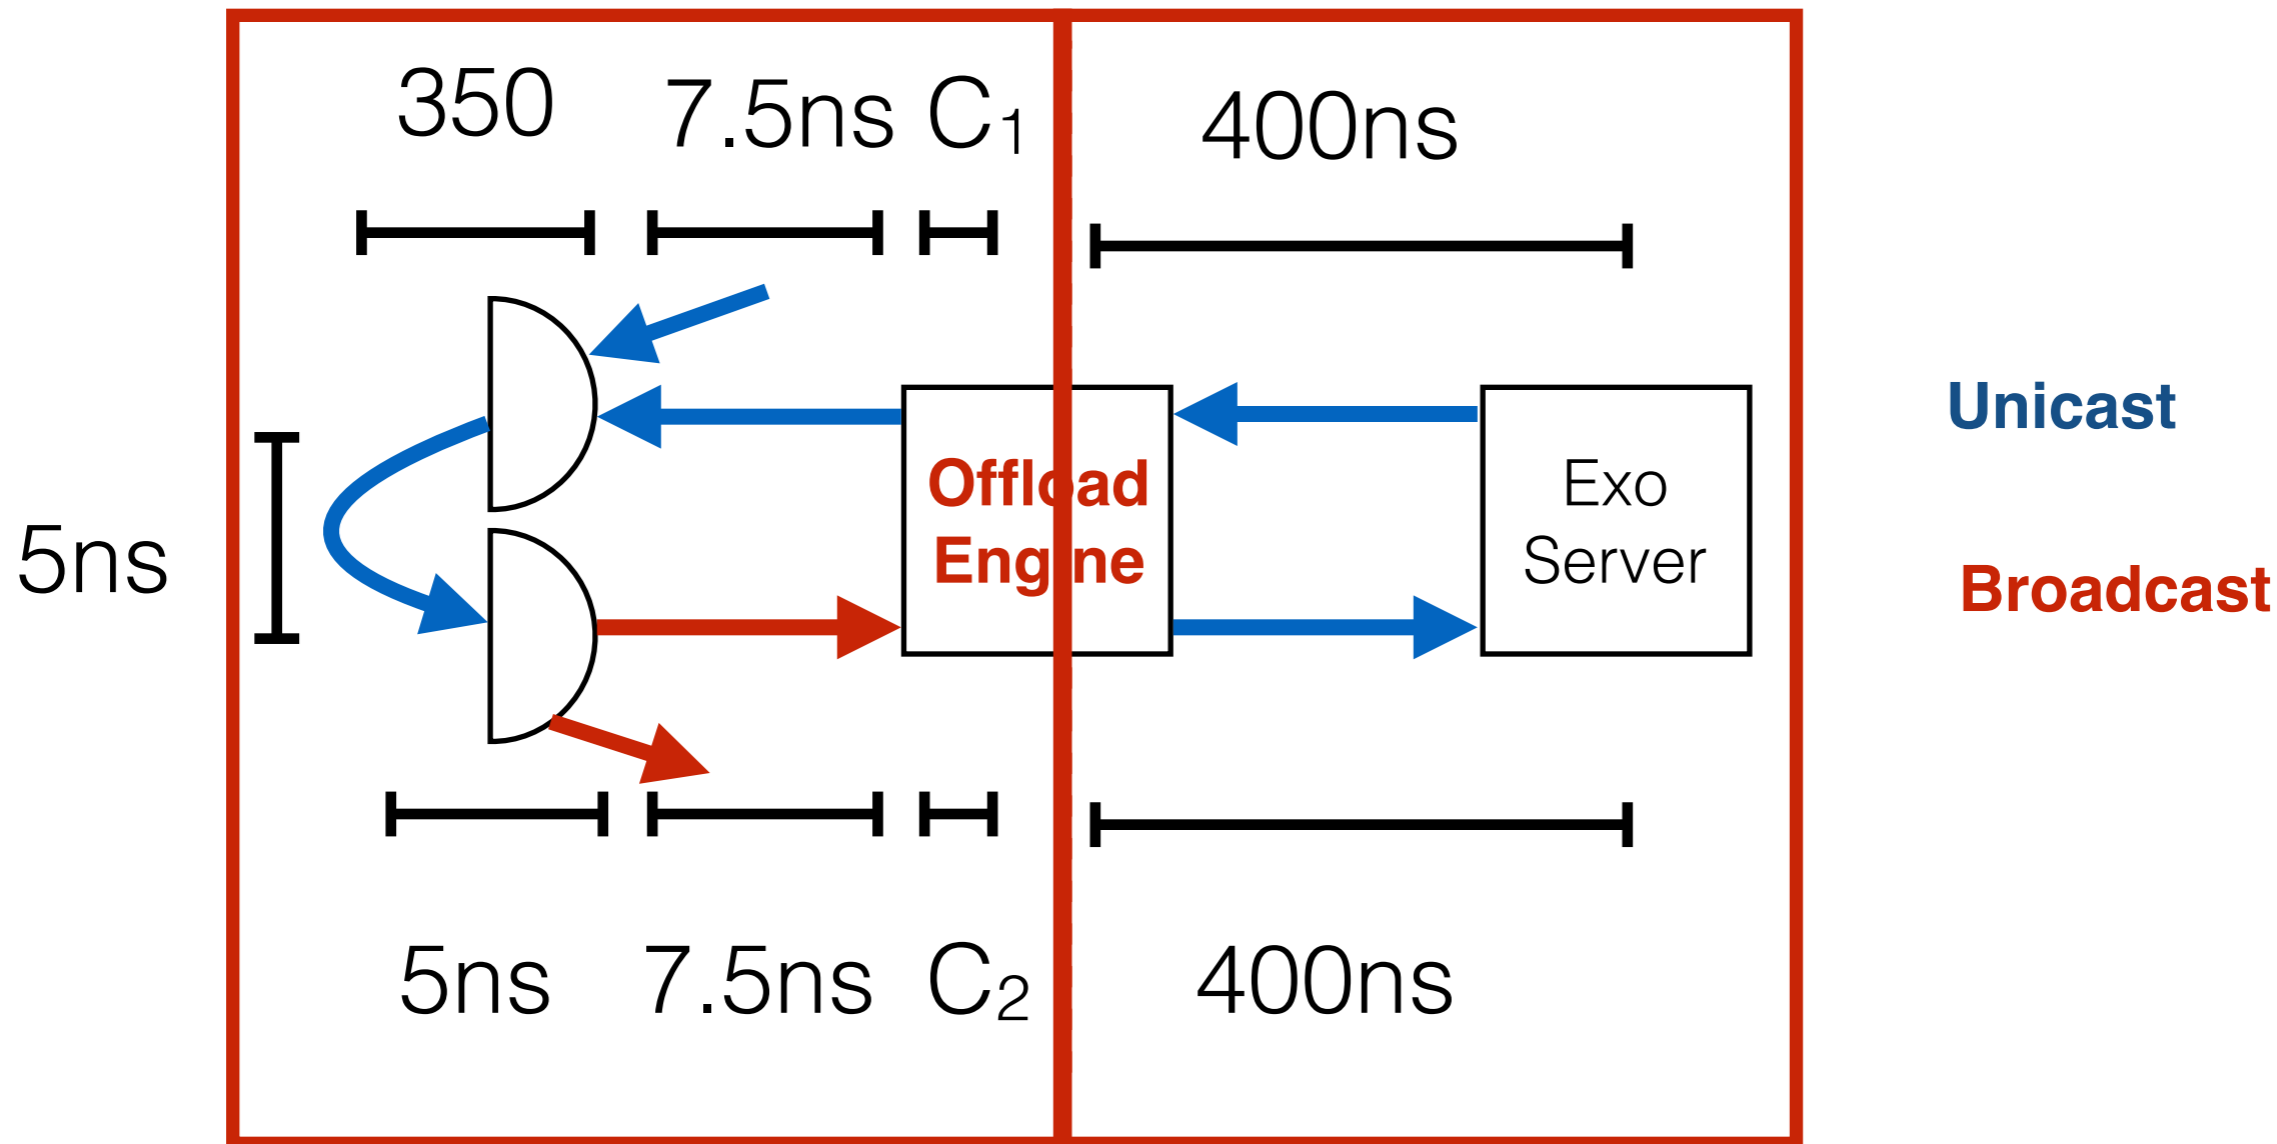 350 7.5ns C₁ 400ns
Unicast
Offload
Engine
Exo
Server
5ns
Broadcast
5ns 7.5ns C₂ 400ns